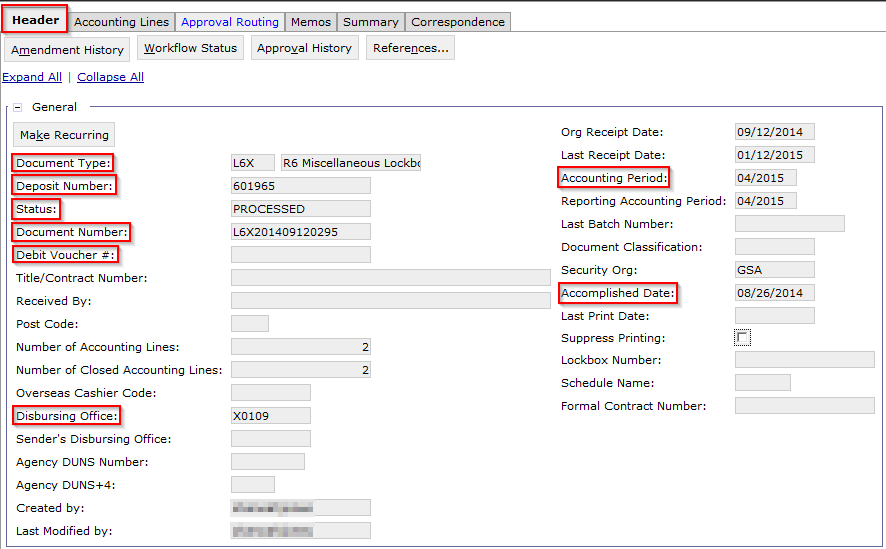 Header Accounting Lines Approval Routing Memos Summary Correspondence
Amendment History Workflow Status Approval History References...
Expand All | Collapse All
General
Make Recurring
Document Type: L6X R6 Miscellaneous Lockbo
Deposit Number: 601965
Status: PROCESSED
Document Number: L6X201409120295
Debit Voucher #:
Title/Contract Number:
Received By:
Post Code:
Number of Accounting Lines: 2
Number of Closed Accounting Lines: 2
Overseas Cashier Code:
Disbursing Office: X0109
Sender's Disbursing Office:
Agency DUNS Number:
Agency DUNS+4:
Created by:
Last Modified by:
Org Receipt Date: 09/12/2014
Last Receipt Date: 01/12/2015
Accounting Period: 04/2015
Reporting Accounting Period: 04/2015
Last Batch Number:
Document Classification:
Security Org: GSA
Accomplished Date: 08/26/2014
Last Print Date:
Suppress Printing:
Lockbox Number:
Schedule Name:
Formal Contract Number: